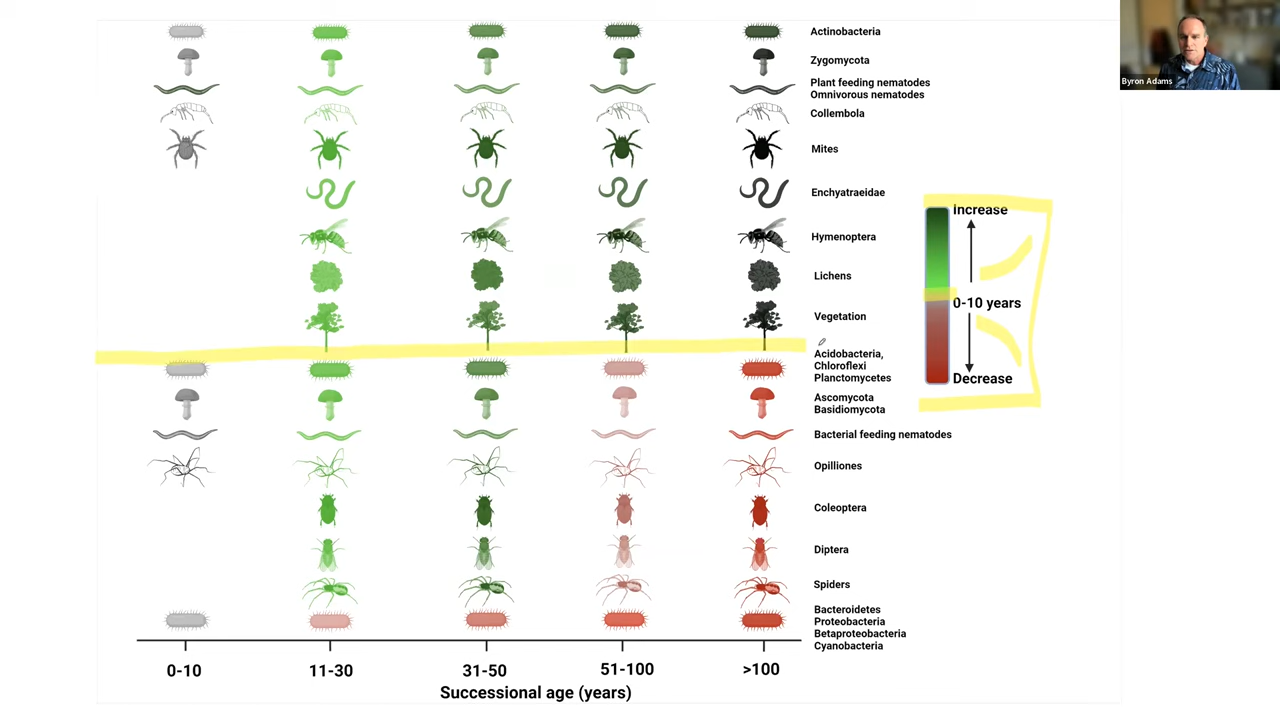 Actinobacteria
Zygomycota
Plant feeding nematodes
Omnivorous nematodes
Collembola
Mites
Enchyatraeidae
Hymenoptera
Lichens
Vegetation
Acidobacteria,
Chloroflexi
Planctomycetes
Ascomycota
Basidiomycota
Bacterial feeding nematodes
Opilliones
Coleoptera
Diptera
Spiders
Bacteroidetes
Proteobacteria
Betaproteobacteria
Cyanobacteria
0-10
11-30
31-50
51-100
>100
Successional age (years)
Increase
0-10 years
Decrease
Byron Adams